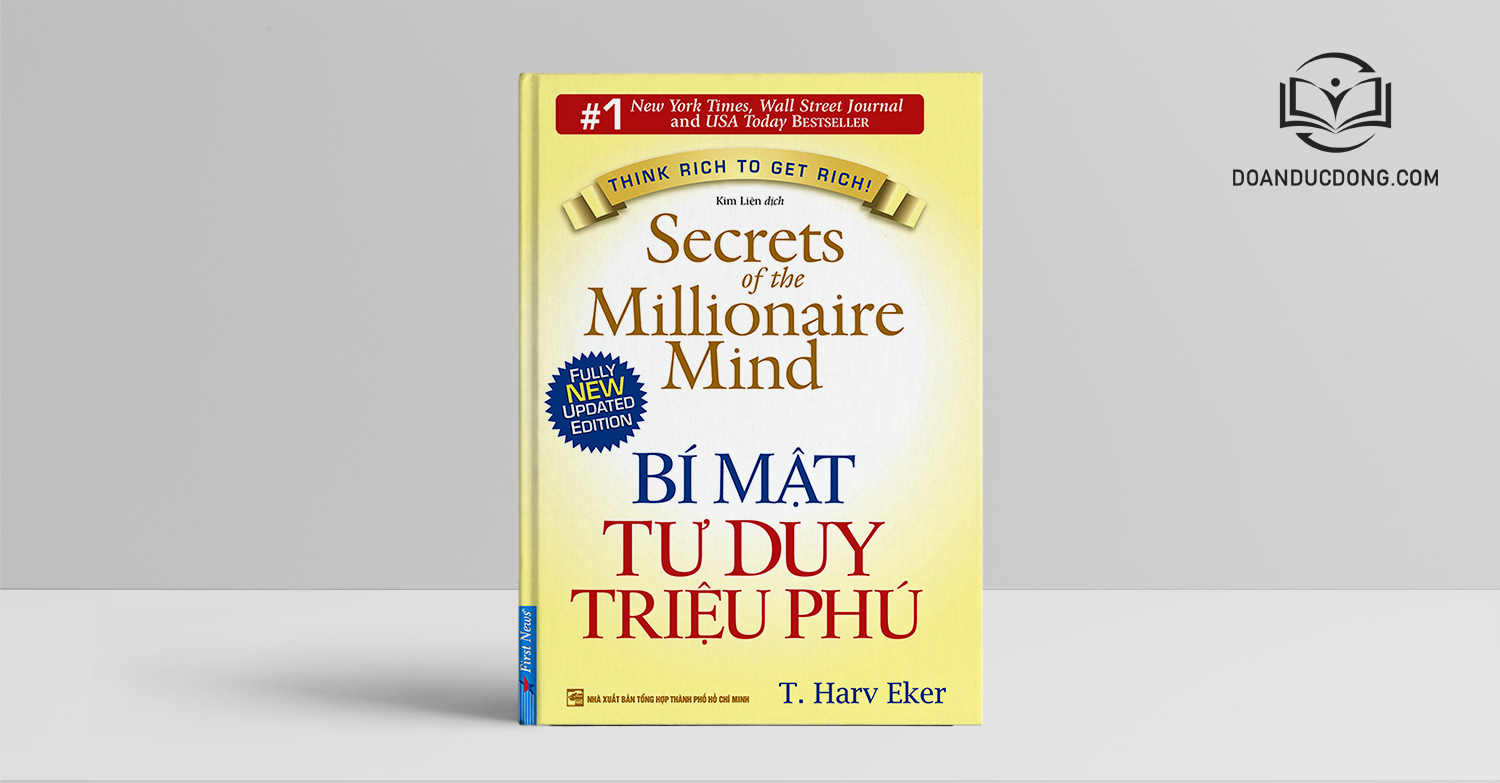 #1 New York Times, Wall Street Journal
and USA Today BESTSELLER
THINK RICH TO GET RICH!
Kim Liên dịch
Secrets
of the
Millionaire
Mind
FULLY
NEW
UPDATED
EDITION
BÍ MẬT
TƯ DUY
TRIỆU PHÚ
First News
NHÀ XUẤT BẢN TỔNG HỢP THÀNH PHỐ HỒ CHÍ MINH
T. Harv Eker
DOANDUCDONG.COM